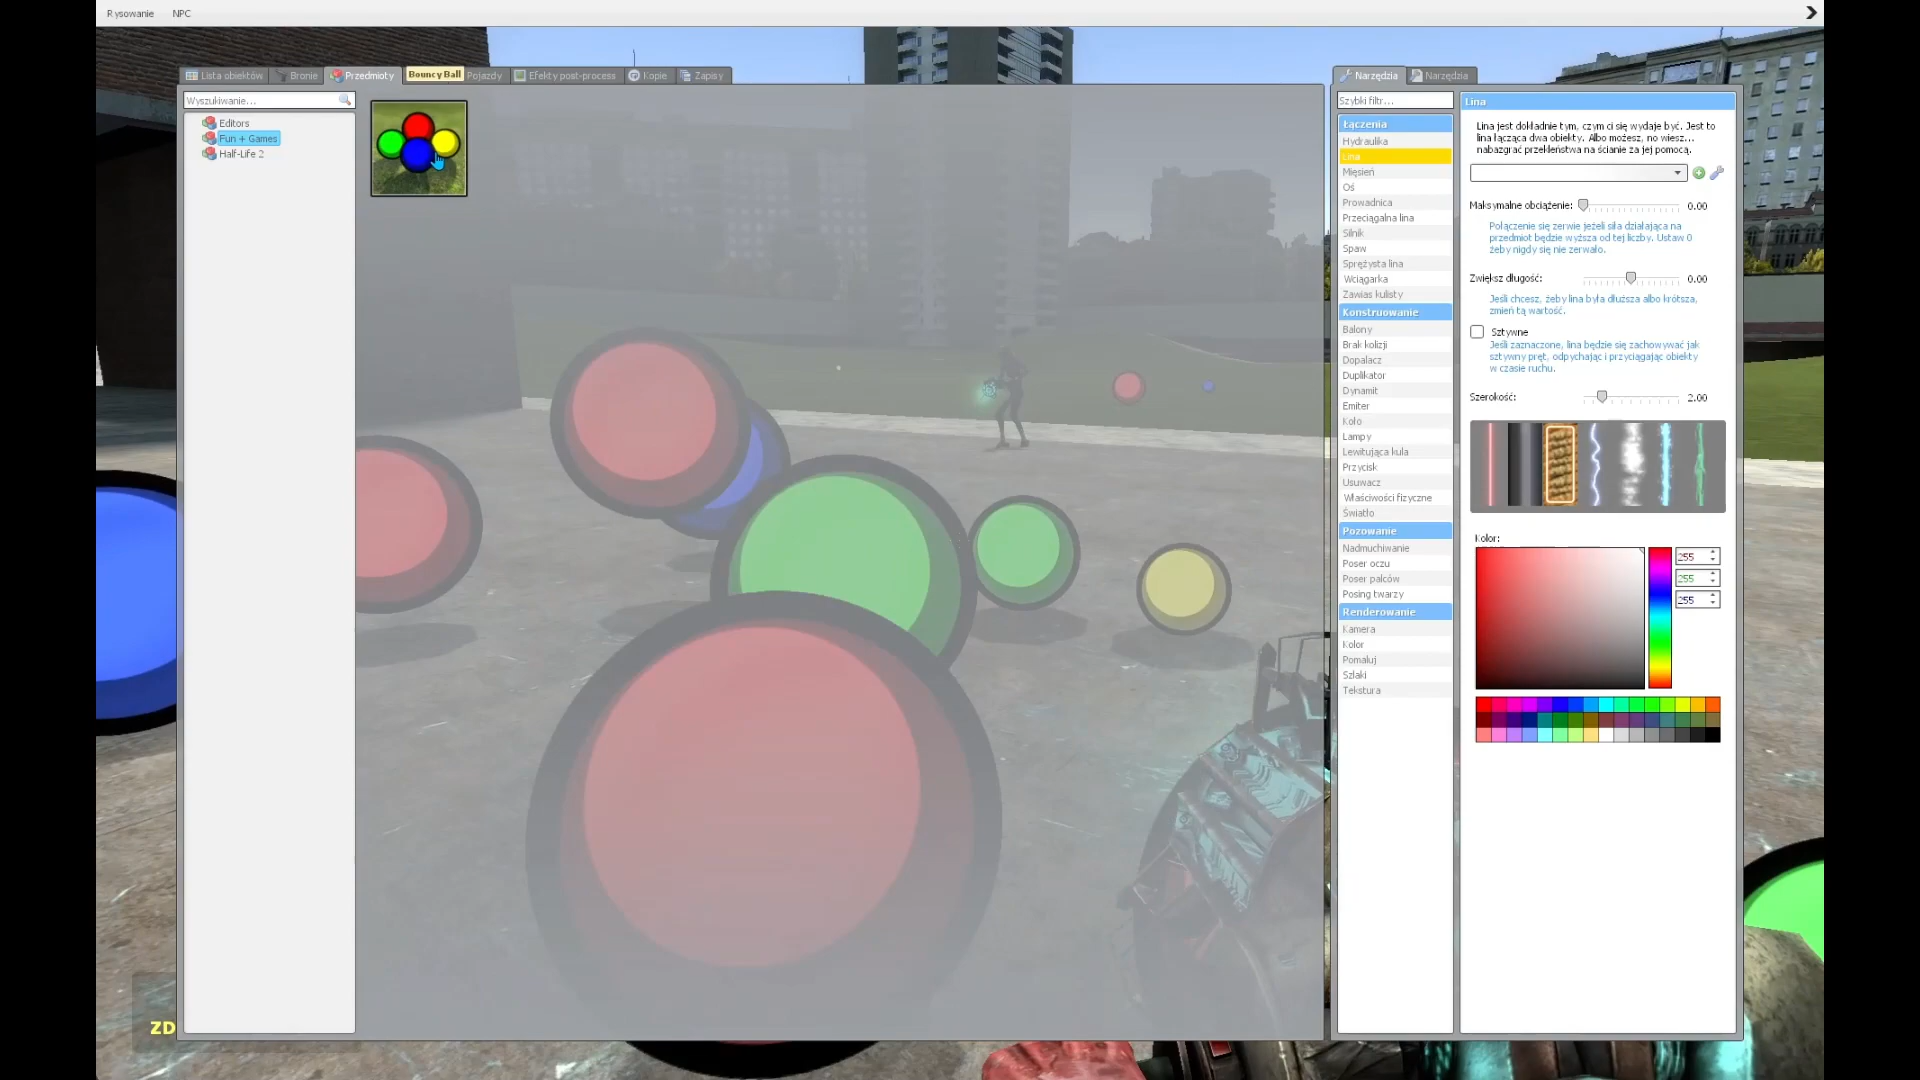 Rysowanie NPC
Lista obiektów Bronie Przedmioty Bouncy Ball Pojazdy Efekty post-process Kopie Zapisy
Wyszukiwanie...
Editors
Fun + Games
Half-Life 2
ZD
Narzędzia Narzędzia
Szybki filtr...
Łączenia
Hydraulika
Lina
Mięsień
Oś
Prowadnica
Przeciągalna lina
Silnik
Spaw
Sprężysta lina
Wciągarka
Zawias kulisty
Konstruowanie
Balony
Brak kolizji
Dopalacz
Duplikator
Dynamit
Emiter
Koło
Lampy
Lewitująca kula
Przycisk
Usuwacz
Właściwości fizyczne
Światło
Pozowanie
Nadmuchiwanie
Poser oczu
Poser palców
Posing twarzy
Renderowanie
Kamera
Kolor
Pomaluj
Szlaki
Tekstura
Lina
Lina jest dokładnie tym, czym ci się wydaje być. Jest to
lina łącząca dwa obiekty. Albo możesz, no wiesz...
nabazgrać przekleństwa na ścianie za jej pomocą.
Maksymalne obciążenie: 0.00
Połączenie się zerwie jeżeli siła działająca na
przedmiot będzie wyższa od tej liczby. Ustaw 0
żeby nigdy się nie zerwało.
Zwiększ długość: 0.00
Jeśli chcesz, żeby lina była dłuższa albo krótsza,
zmień tą wartość.
Sztywne
Jeśli zaznaczone, lina będzie się zachowywać jak
sztywny pręt, odpychając i przyciągając obiekty
w czasie ruchu.
Szerokość: 2.00
Kolor:
255
255
255